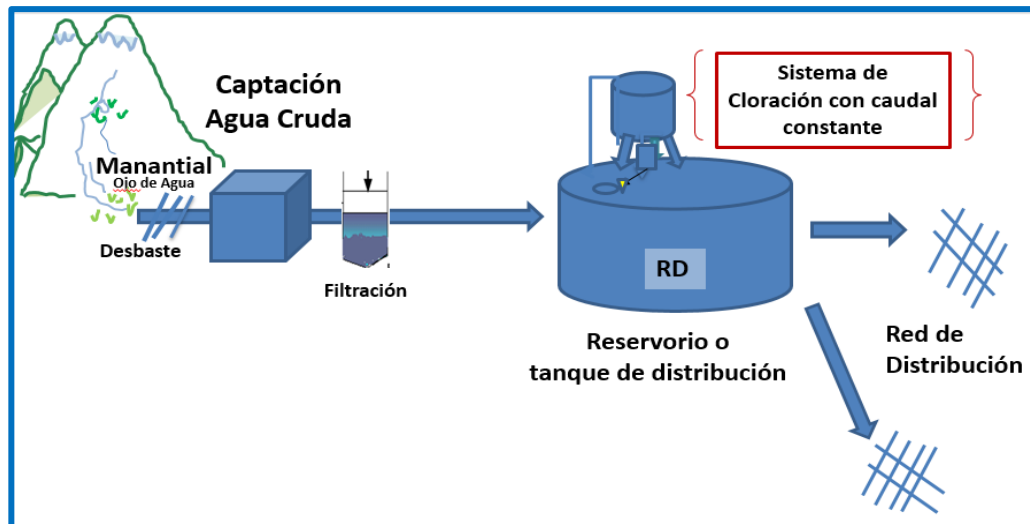 Captación
Agua Cruda
Manantial
Ojo de Agua
Desbaste
Filtración
Sistema de
Cloración con caudal
constante
RD
Reservorio o
tanque de distribución
Red de
Distribución